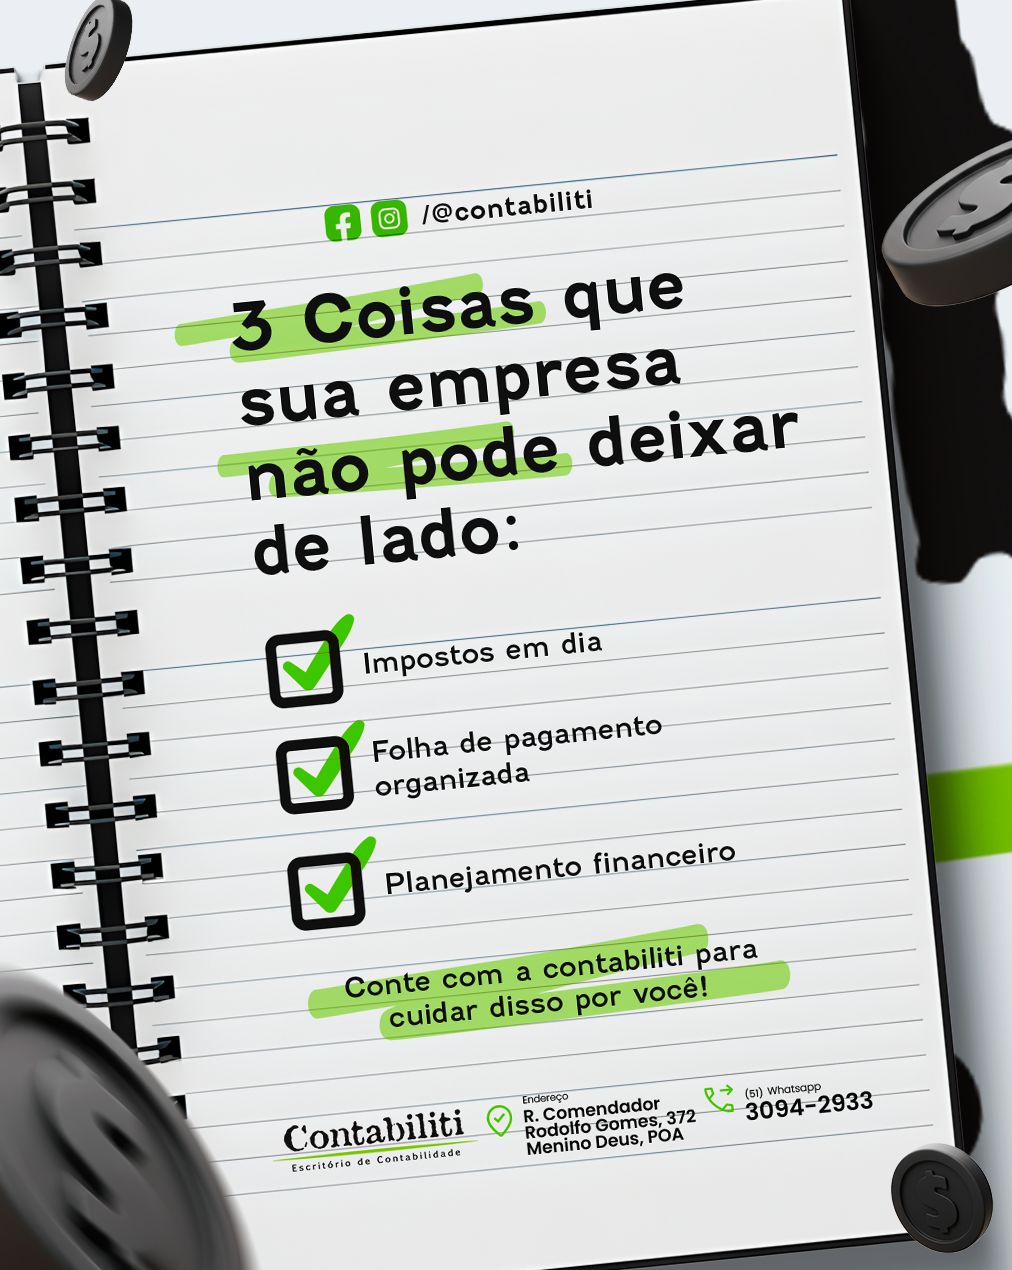 /@contabiliti
3 Coisas que
sua empresa
não pode deixar
de lado:
Impostos em dia
Folha de pagamento
organizada
Planejamento financeiro
Conte com a contabiliti para
cuidar disso por você!
Contabiliti
Escritório de Contabilidade
Endereço
R. Comendador
Rodolfo Gomes, 372
Menino Deus, POA
(51) Whatsapp
3094-2933